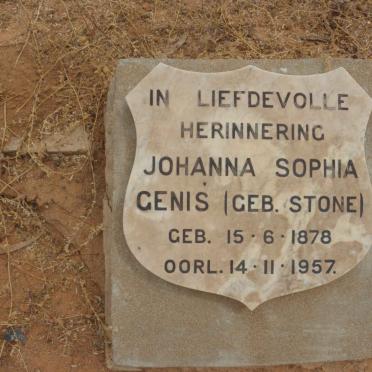 IN LIEFDEVOLLE
HERINNERING
JOHANNA SOPHIA
GENIS (GEB. STONE)
GEB. 15·6·1878
OORL. 14·11·1957.